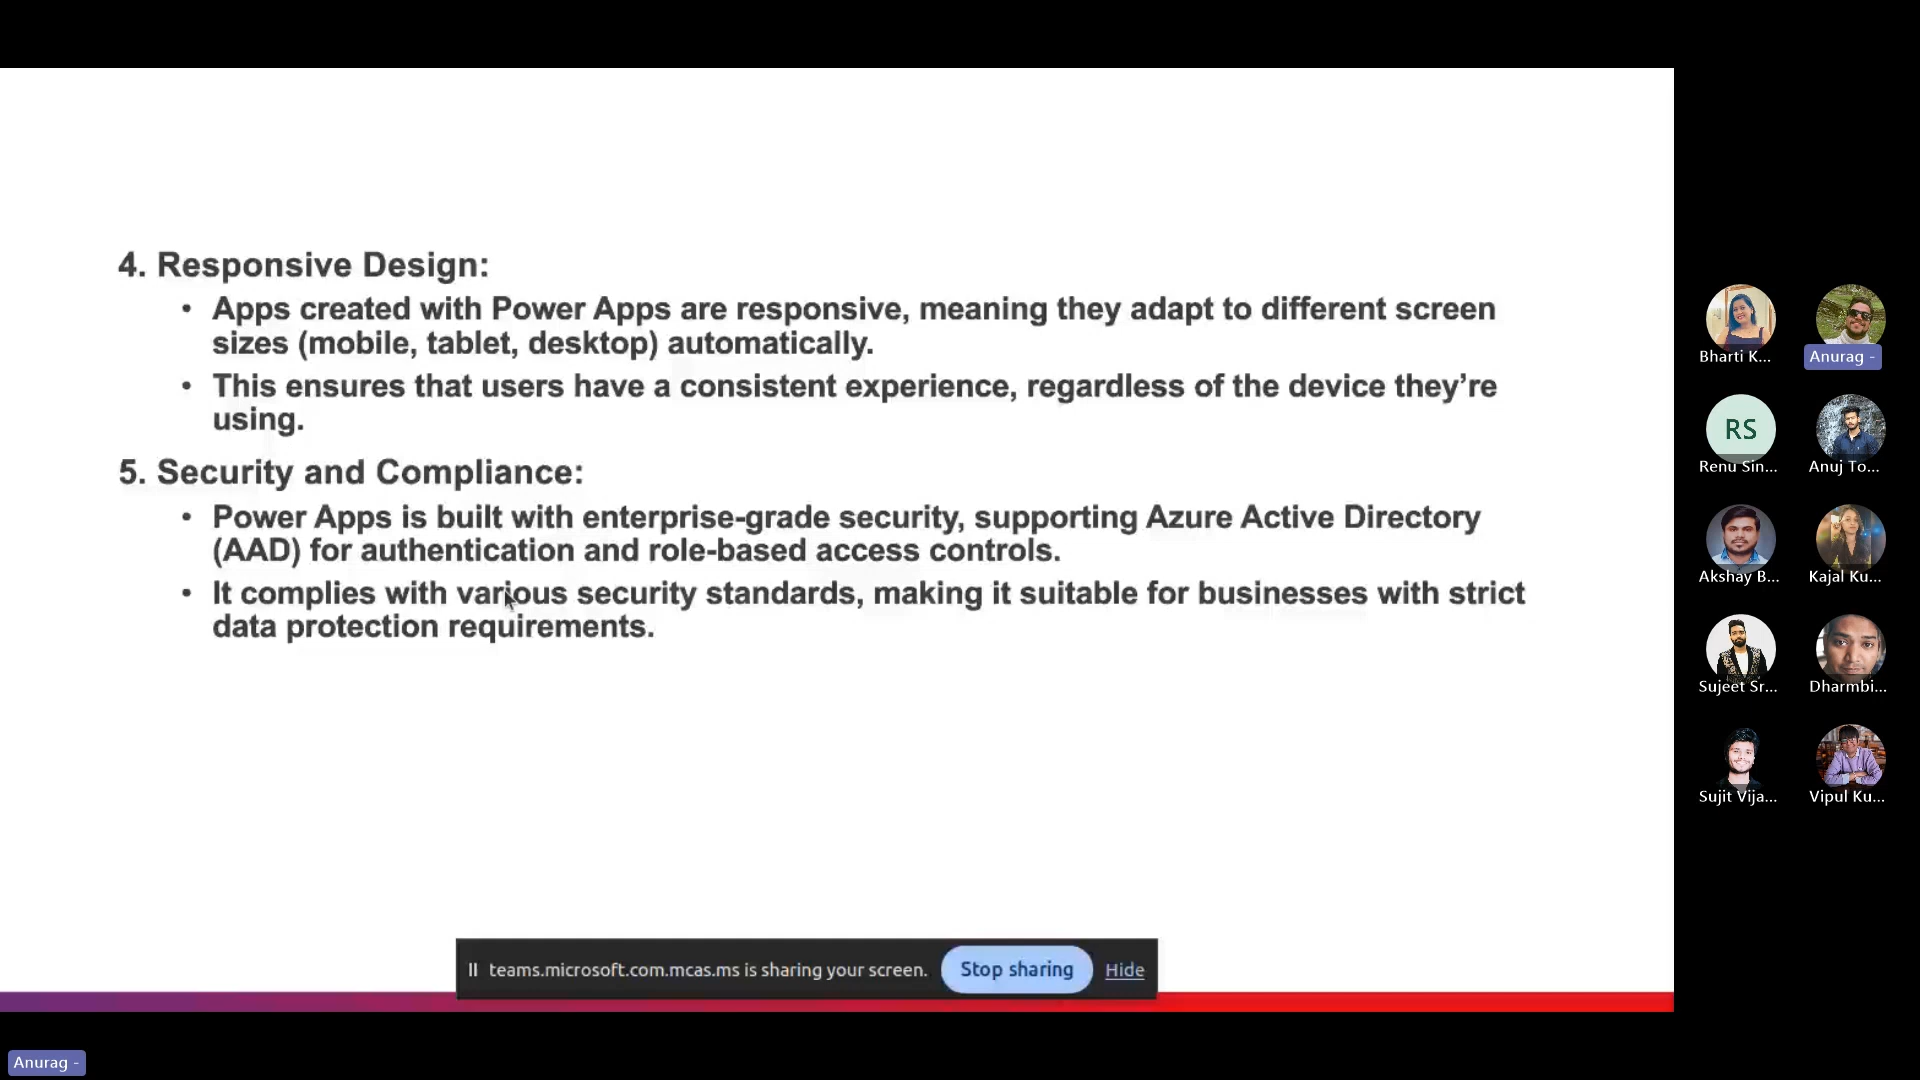 4. Responsive Design:
• Apps created with Power Apps are responsive, meaning they adapt to different screen
sizes (mobile, tablet, desktop) automatically.
• This ensures that users have a consistent experience, regardless of the device they’re
using.
5. Security and Compliance:
• Power Apps is built with enterprise-grade security, supporting Azure Active Directory
(AAD) for authentication and role-based access controls.
• It complies with various security standards, making it suitable for businesses with strict
data protection requirements.
teams.microsoft.com.mcas.ms is sharing your screen. Stop sharing Hide
Bharti K... Anurag -
RS
Renu Sin... Anuj To...
Akshay B... Kajal Ku...
Sujeet Sr... Dharmbi...
Sujit Vija... Vipul Ku...
Anurag -